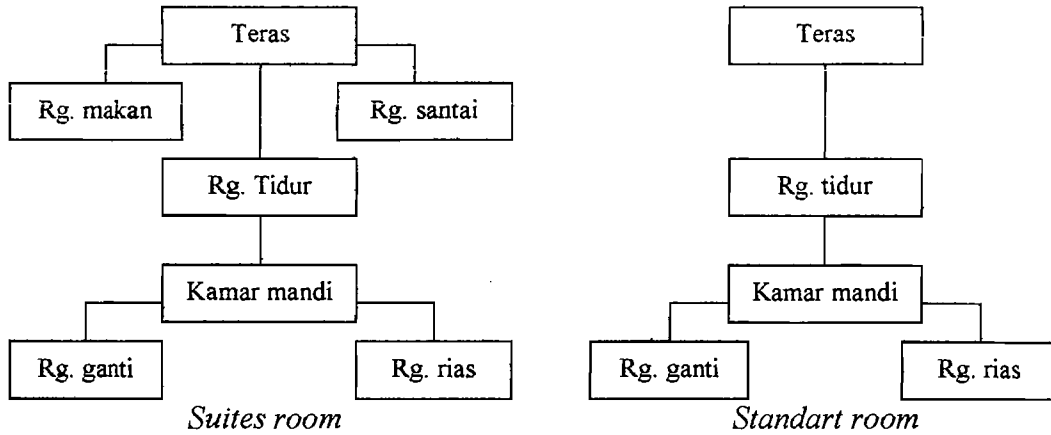 Teras
Rg. makan
Rg. santai
Rg. Tidur
Kamar mandi
Rg. ganti
Rg. rias
Suites room
Teras
Rg. tidur
Kamar mandi
Rg. ganti
Rg. rias
Standart room